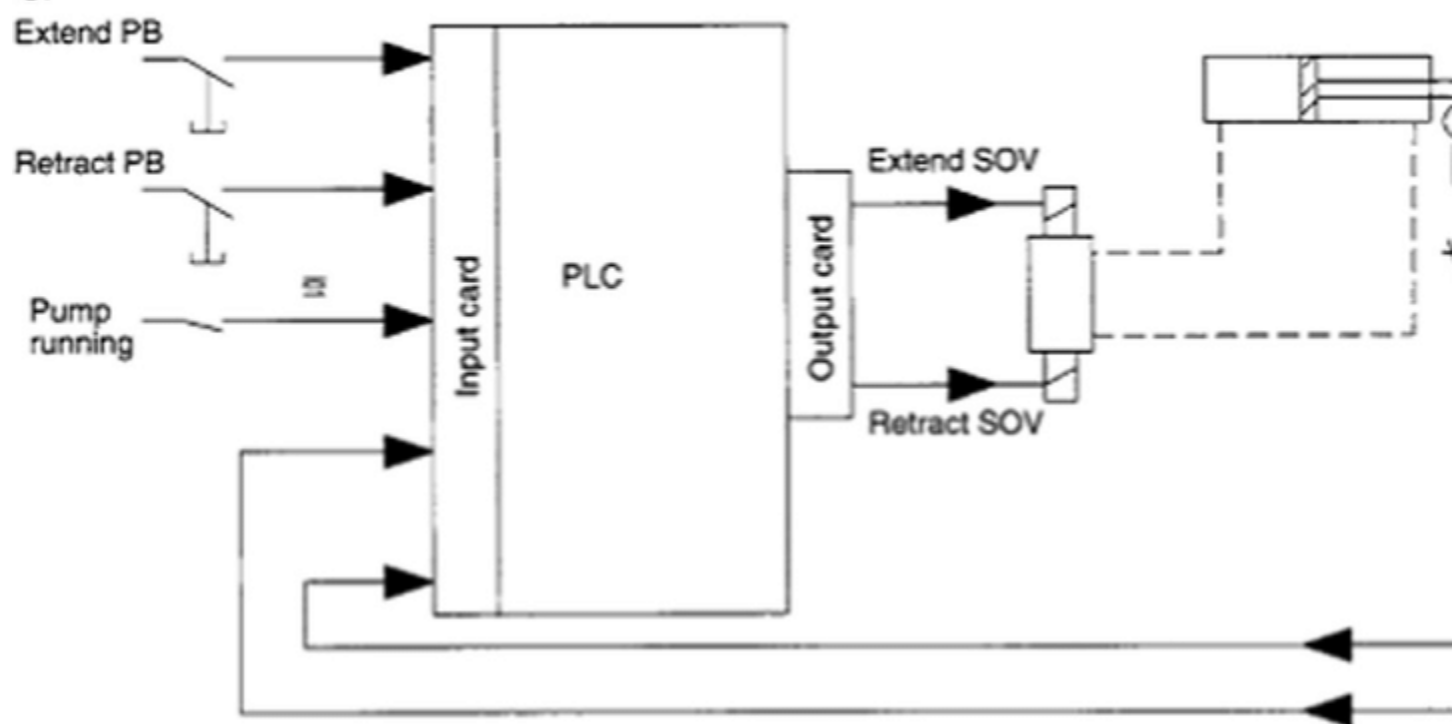 Extend PB
Retract PB
Pump
running
Input card
PLC
Output card
Extend SOV
Retract SOV